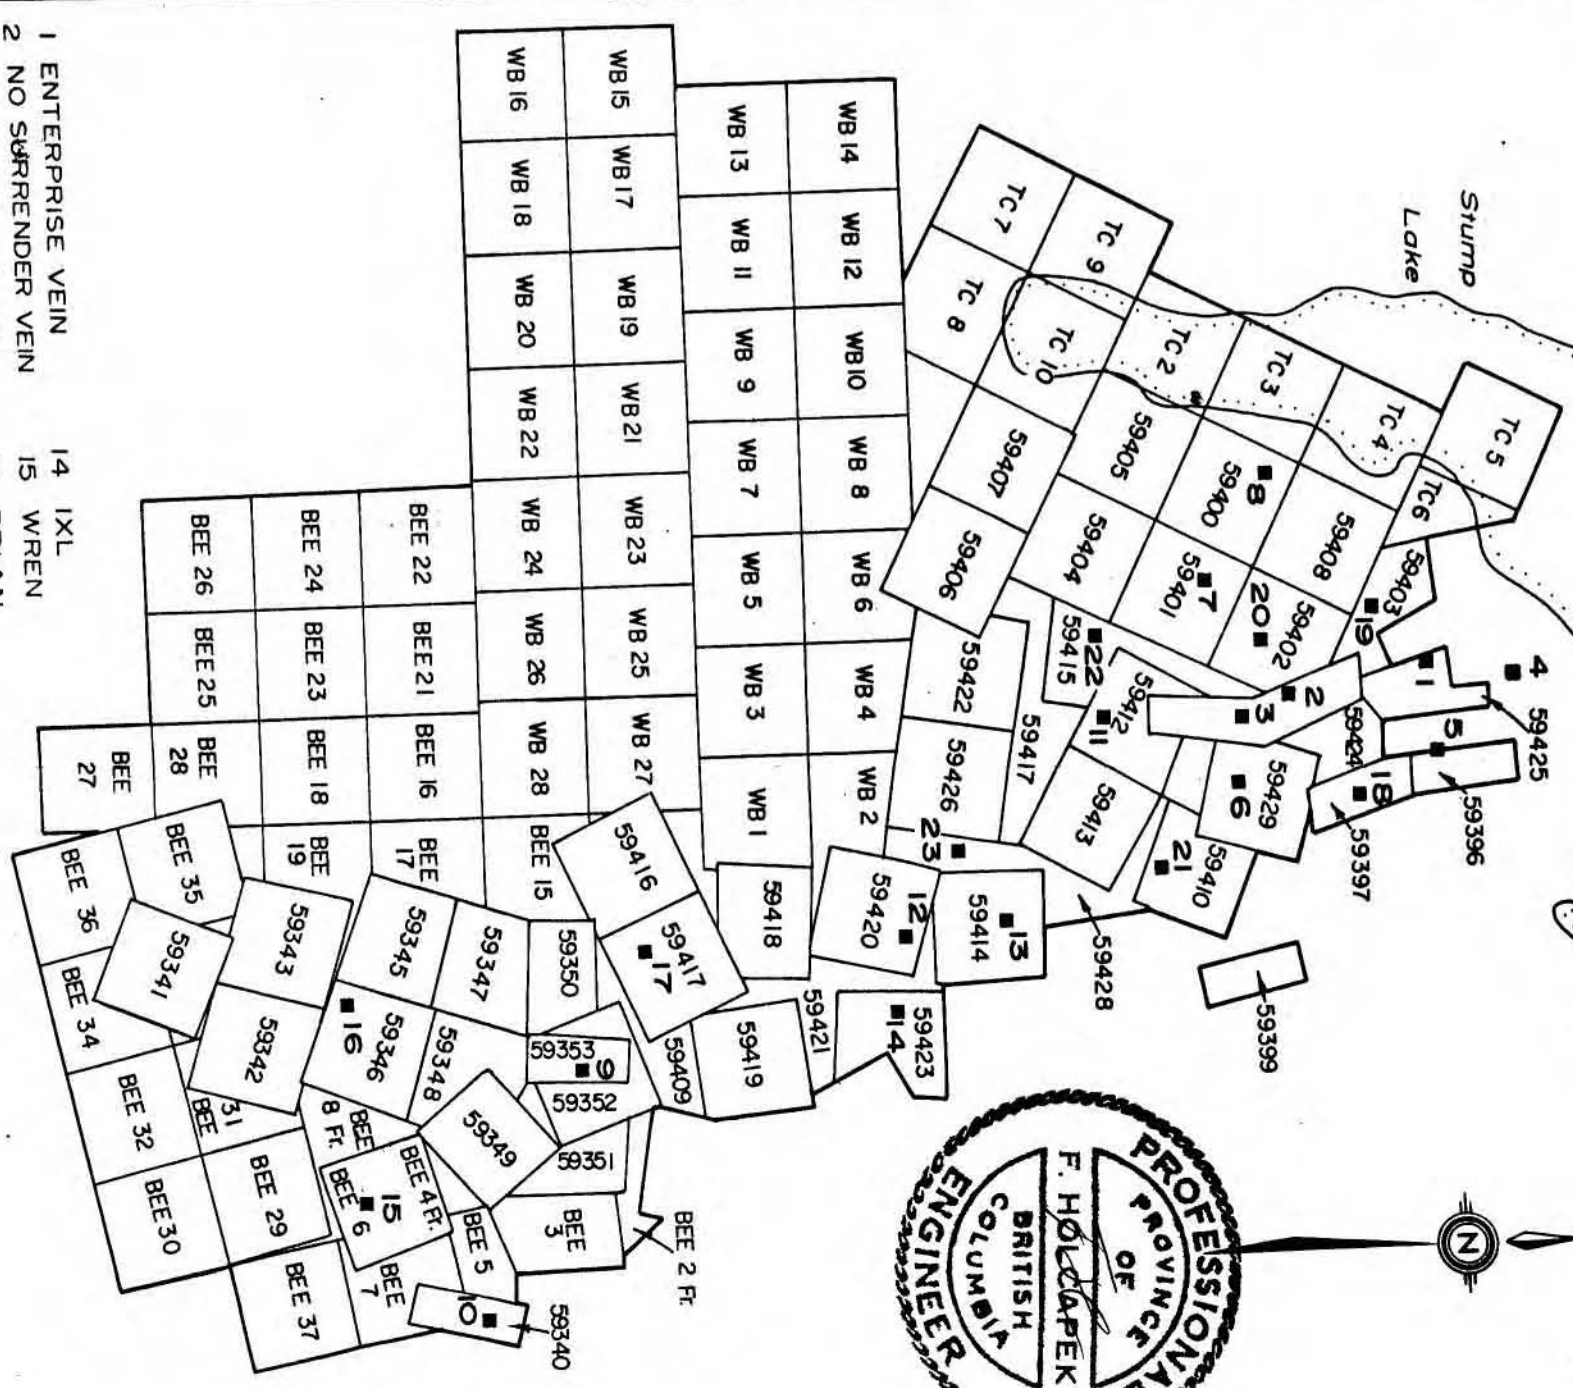 Stump
Lake
TC 5
TC 4
TC6
TC 3
TC 2
TC 9
TC 10
TC 7
TC 8
59403
19
59408
8
59400
59405
59407
59406
59404
7
59401
20
59402
22
59415
4
1
59425
2
3
59424
5
59396
18
59397
59412
11
59413
6
59429
21
59410
59399
59422
59417
59426
23
59428
12
59420
13
59414
59418
59421
14
59423
59419
59409
WB 14
WB 12
WB10
WB 8
WB 6
WB 4
WB 2
WB 13
WB 11
WB 9
WB 7
WB 5
WB 3
WB 1
WB 15
WB 17
WB 19
WB 21
WB 23
WB 25
WB 27
WB 16
WB 18
WB 20
WB 22
WB 24
WB 26
WB 28
59416
59417
17
BEE 22
BEE 21
BEE 16
BEE
17
BEE 15
BEE 24
BEE 23
BEE 18
BEE
19
BEE 26
BEE 25
BEE
28
BEE
27
BEE 35
BEE 36
BEE 34
BEE 32
BEE 30
59341
59343
59342
59345
59347
59350
16
59346
59348
59353
9
59352
59351
59349
BEE
31
BEE
8 Fr.
BEE 29
BEE 4 Fr.
15
BEE 6
BEE 5
BEE
3
BEE 2 Fr.
BEE
7
BEE 37
10
59340
N
PROFESSIONAL
PROVINCE
OF
F. HOLCAPEK
BRITISH
COLUMBIA
ENGINEER
1 ENTERPRISE VEIN
2 NO SURRENDER VEIN
14 IXL
15 WREN